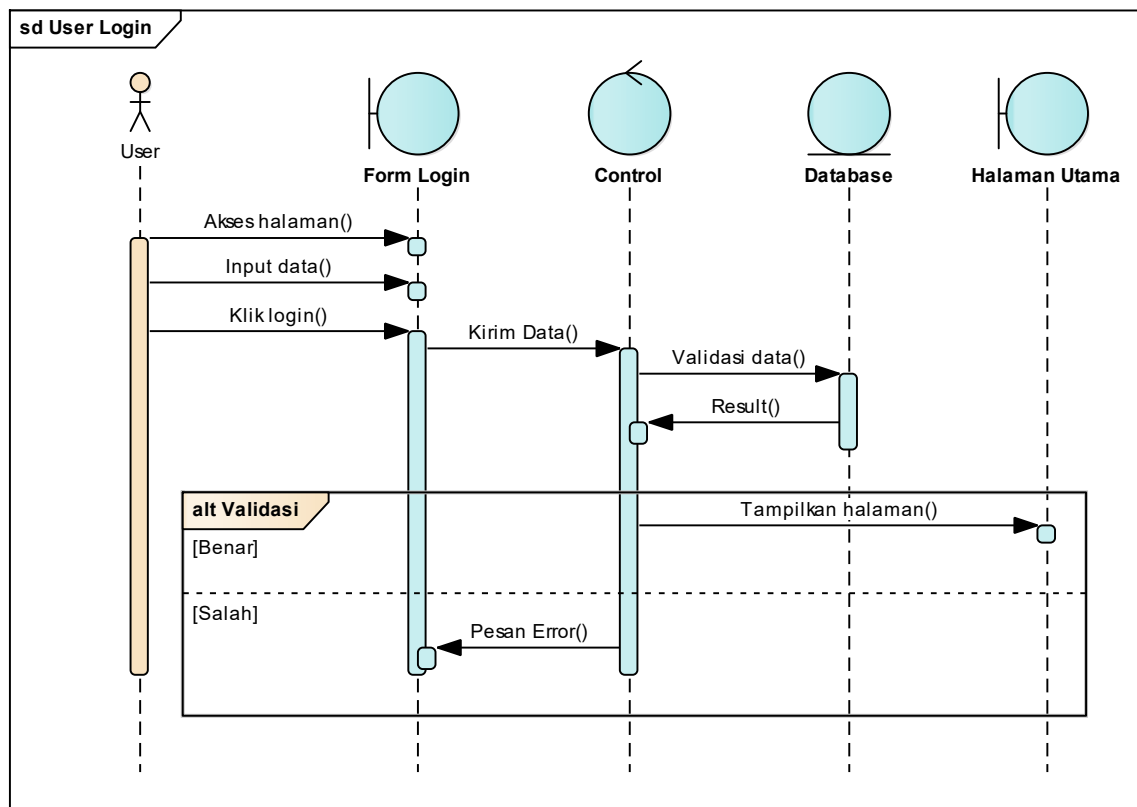 sd User Login
User
Form Login
Control
Database
Halaman Utama
Akses halaman()
Input data()
Klik login()
Kirim Data()
Validasi data()
Result()
alt Validasi
Tampilkan halaman()
[Benar]
[Salah]
Pesan Error()